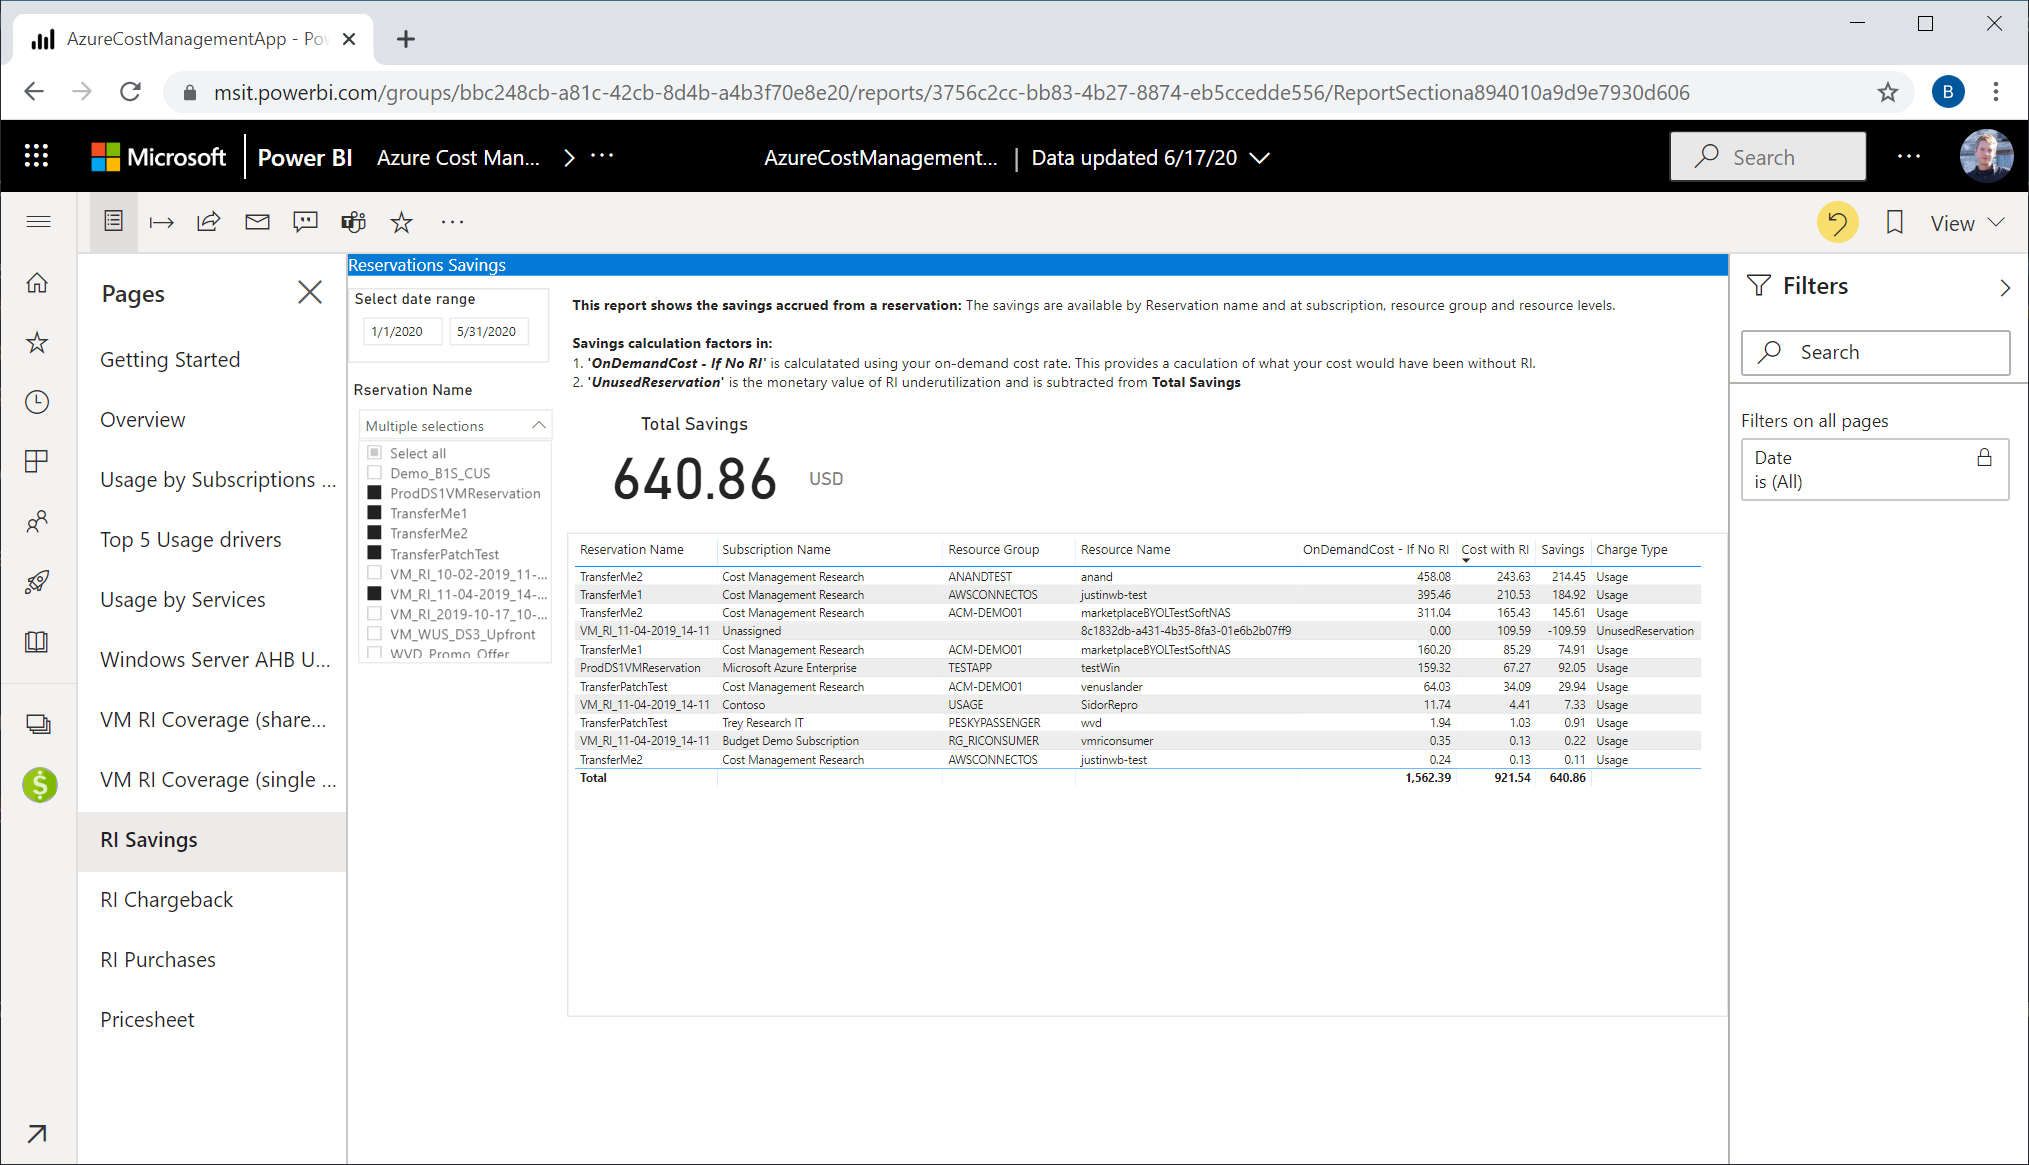 AzureCostManagementApp - Po
msit.powerbi.com/groups/bbc248cb-a81c-42cb-8d4b-a4b3f70e8e20/reports/3756c2cc-bb83-4b27-8874-eb5ccedde556/ReportSectiona894010a9d9e7930d606
B
Microsoft Power BI Azure Cost Man... ... AzureCostManagement... | Data updated 6/17/20 Search ...
... View
Pages
Getting Started
Overview
Usage by Subscriptions ...
Top 5 Usage drivers
Usage by Services
Windows Server AHB U...
VM RI Coverage (share...
VM RI Coverage (single ...
RI Savings
RI Chargeback
RI Purchases
Pricesheet
Reservations Savings
Select date range
1/1/2020 5/31/2020
Rservation Name
Multiple selections
Select all
Demo_B1S_CUS
ProdDS1VMReservation
TransferMe1
TransferMe2
TransferPatchTest
VM_RI_10-02-2019_11-...
VM_RI_11-04-2019_14-...
VM_RI_2019-10-17_10-...
VM_WUS_DS3_Upfront
WVD_Promo_Offer
This report shows the savings accrued from a reservation: The savings are available by Reservation name and at subscription, resource group and resource levels.
Savings calculation factors in:
1. 'OnDemandCost - If No RI' is calculatated using your on-demand cost rate. This provides a caculation of what your cost would have been without RI.
2. 'UnusedReservation' is the monetary value of RI underutilization and is subtracted from Total Savings
Total Savings
640.86 USD
Reservation Name Subscription Name Resource Group Resource Name OnDemandCost - If No RI Cost with RI Savings Charge Type
TransferMe2 Cost Management Research ANANDTEST anand 458.08 243.63 214.45 Usage
TransferMe1 Cost Management Research AWSCONNECTOS justinwb-test 395.46 210.53 184.92 Usage
TransferMe2 Cost Management Research ACM-DEMO01 marketplaceBYOLTestSoftNAS 311.04 165.43 145.61 Usage
VM_RI_11-04-2019_14-11 Unassigned 8c1832db-a431-4b35-8fa3-01e6b2b07ff9 0.00 109.59 -109.59 UnusedReservation
TransferMe1 Cost Management Research ACM-DEMO01 marketplaceBYOLTestSoftNAS 160.20 85.29 74.91 Usage
ProdDS1VMReservation Microsoft Azure Enterprise TESTAPP testWin 159.32 67.27 92.05 Usage
TransferPatchTest Cost Management Research ACM-DEMO01 venuslander 64.03 34.09 29.94 Usage
VM_RI_11-04-2019_14-11 Contoso USAGE SidorRepro 11.74 4.41 7.33 Usage
TransferPatchTest Trey Research IT PESKYPASSENGER wvd 1.94 1.03 0.91 Usage
VM_RI_11-04-2019_14-11 Budget Demo Subscription RG_RICONSUMER vmriconsumer 0.35 0.13 0.22 Usage
TransferMe2 Cost Management Research AWSCONNECTOS justinwb-test 0.24 0.13 0.11 Usage
Total 1,562.39 921.54 640.86
Filters
Search
Filters on all pages
Date
is (All)